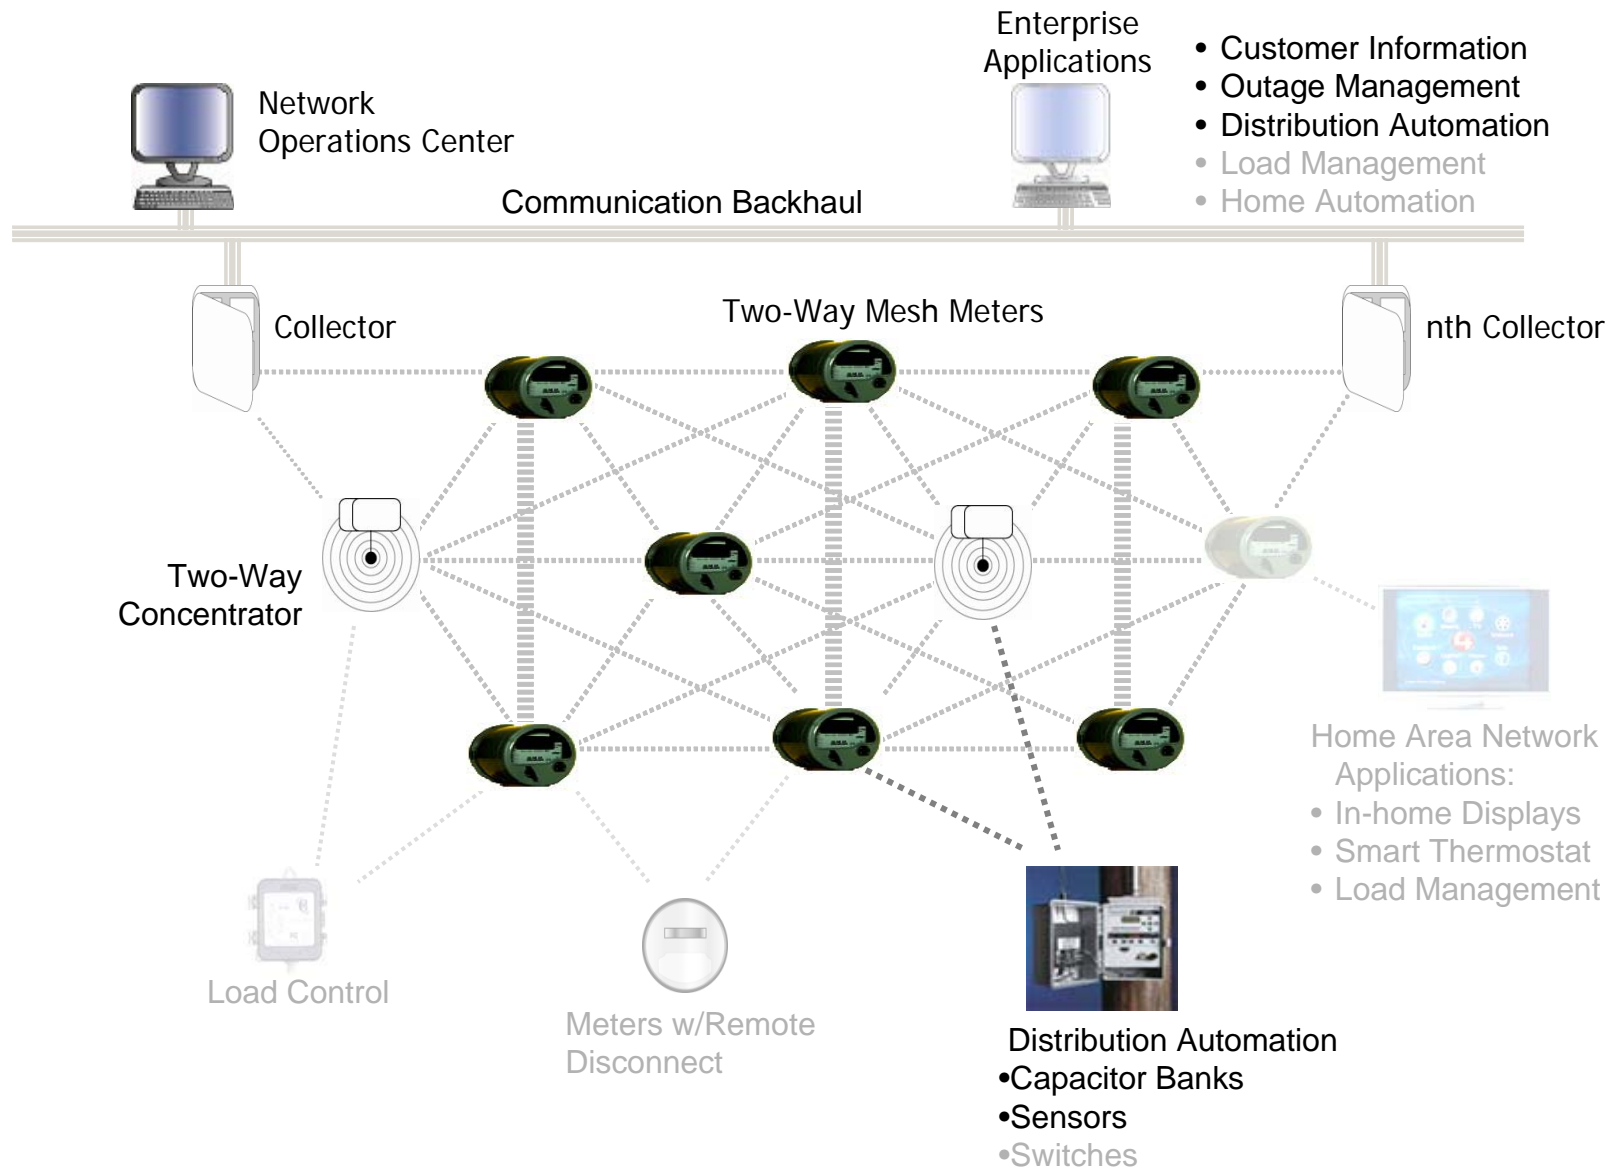 Enterprise
Applications
• Customer Information
• Outage Management
• Distribution Automation
• Load Management
• Home Automation
Network
Operations Center
Communication Backhaul
Collector
Two-Way Mesh Meters
nth Collector
Two-Way
Concentrator
Home Area Network
Applications:
• In-home Displays
• Smart Thermostat
• Load Management
Load Control
Meters w/Remote
Disconnect
Distribution Automation
•Capacitor Banks
•Sensors
•Switches